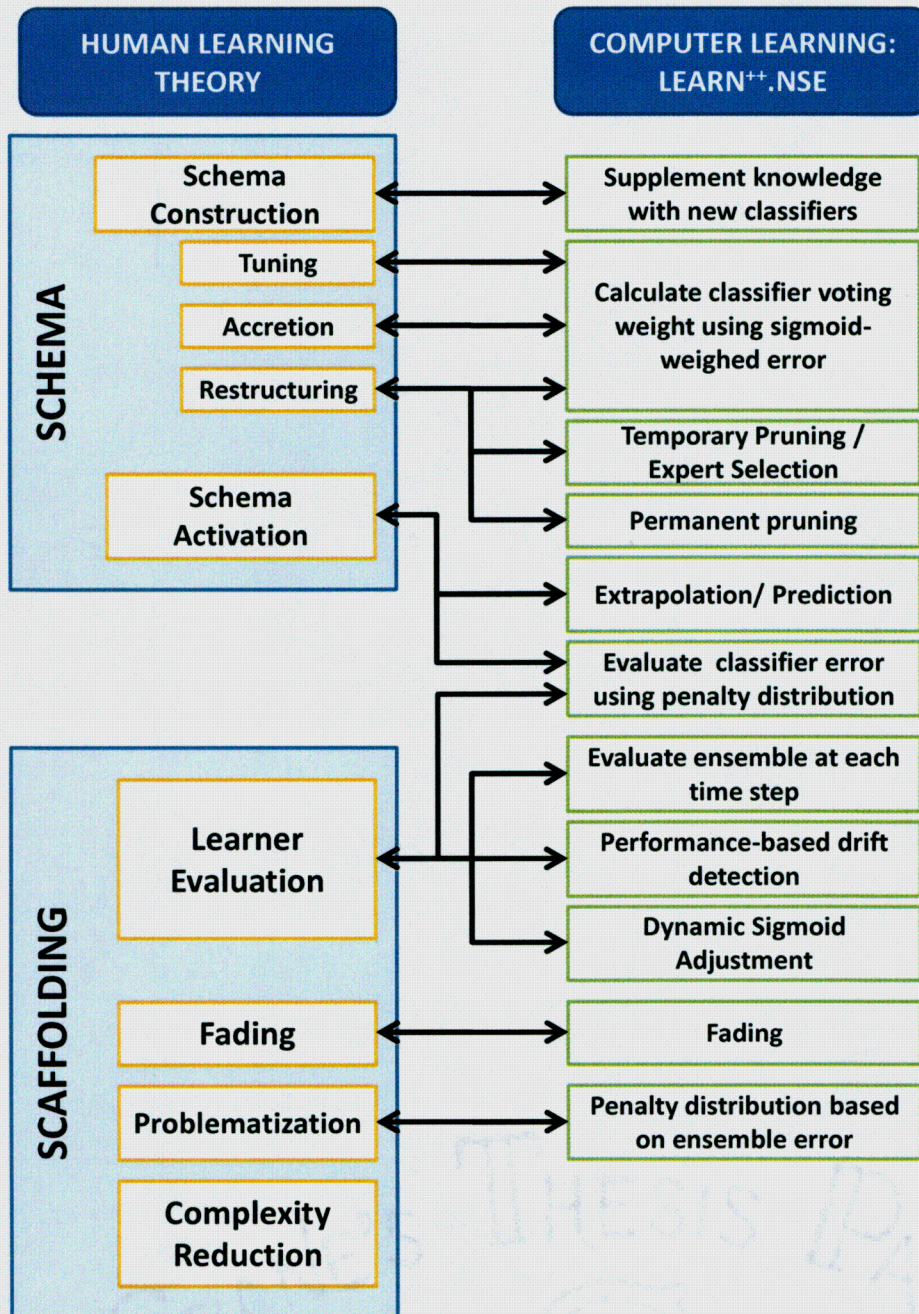 HUMAN LEARNING
THEORY
COMPUTER LEARNING:
LEARN++.NSE
SCHEMA
Schema
Construction
Tuning
Accretion
Restructuring
Schema
Activation
Supplement knowledge
with new classifiers
Calculate classifier voting
weight using sigmoid-
weighed error
Temporary Pruning /
Expert Selection
Permanent pruning
Extrapolation/ Prediction
Evaluate classifier error
using penalty distribution
SCAFFOLDING
Learner
Evaluation
Fading
Problematization
Complexity
Reduction
Evaluate ensemble at each
time step
Performance-based drift
detection
Dynamic Sigmoid
Adjustment
Fading
Penalty distribution based
on ensemble error
THESIS